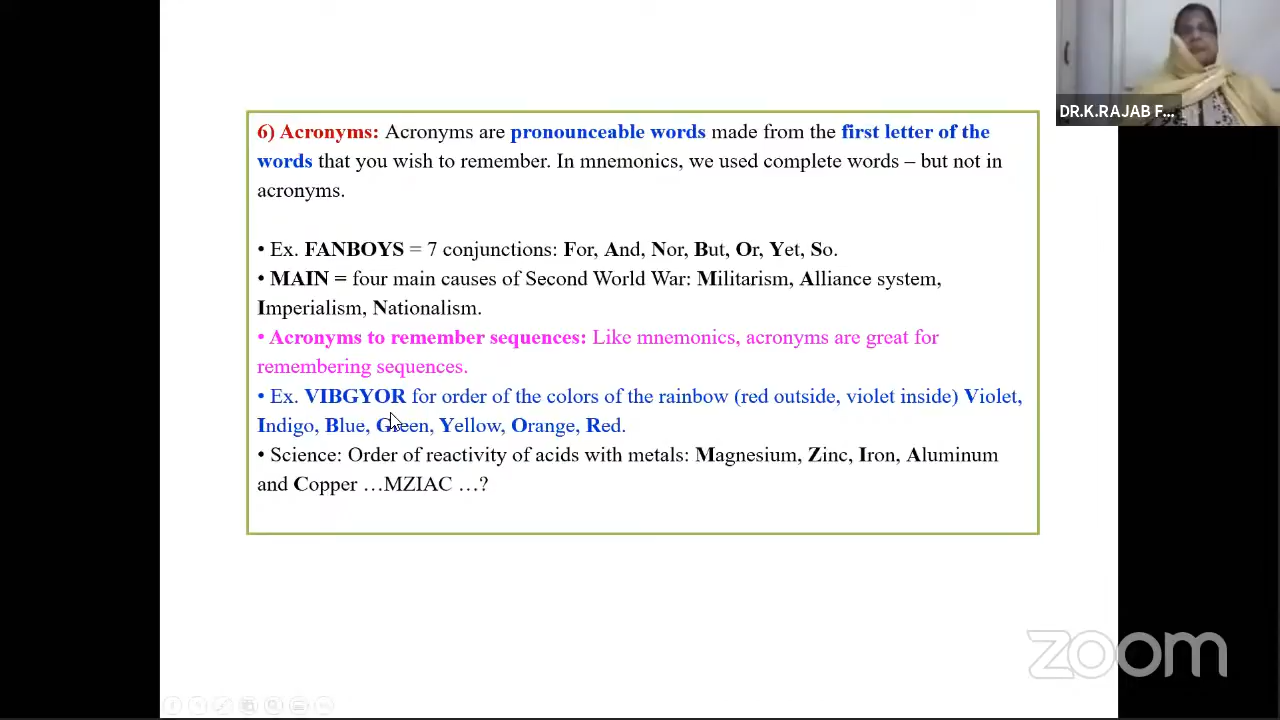 DR.K.RAJAB F...
6) Acronyms: Acronyms are pronounceable words made from the first letter of the
words that you wish to remember. In mnemonics, we used complete words – but not in
acronyms.
• Ex. FANBOYS = 7 conjunctions: For, And, Nor, But, Or, Yet, So.
• MAIN = four main causes of Second World War: Militarism, Alliance system,
Imperialism, Nationalism.
• Acronyms to remember sequences: Like mnemonics, acronyms are great for
remembering sequences.
• Ex. VIBGYOR for order of the colors of the rainbow (red outside, violet inside) Violet,
Indigo, Blue, Green, Yellow, Orange, Red.
• Science: Order of reactivity of acids with metals: Magnesium, Zinc, Iron, Aluminum
and Copper …MZIAC …?
zoom